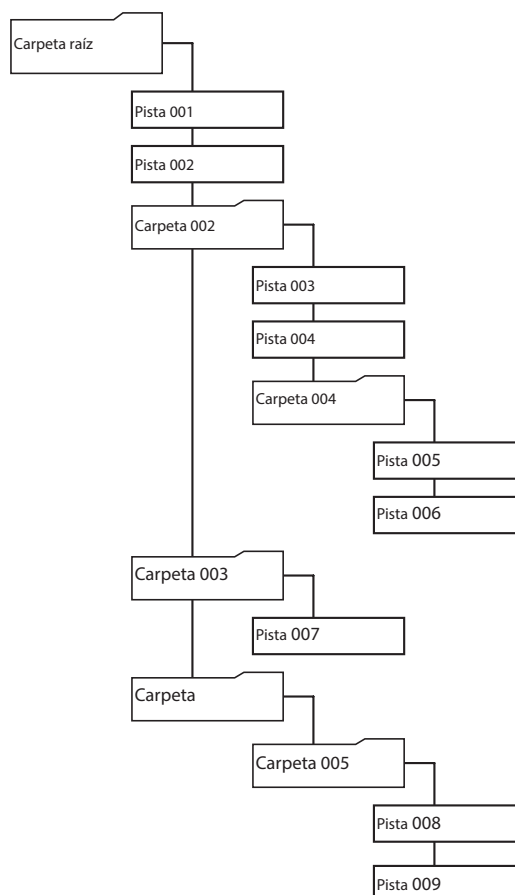 Carpeta raíz
Pista 001
Pista 002
Carpeta 002
Pista 003
Pista 004
Carpeta 004
Pista 005
Pista 006
Carpeta 003
Pista 007
Carpeta
Carpeta 005
Pista 008
Pista 009